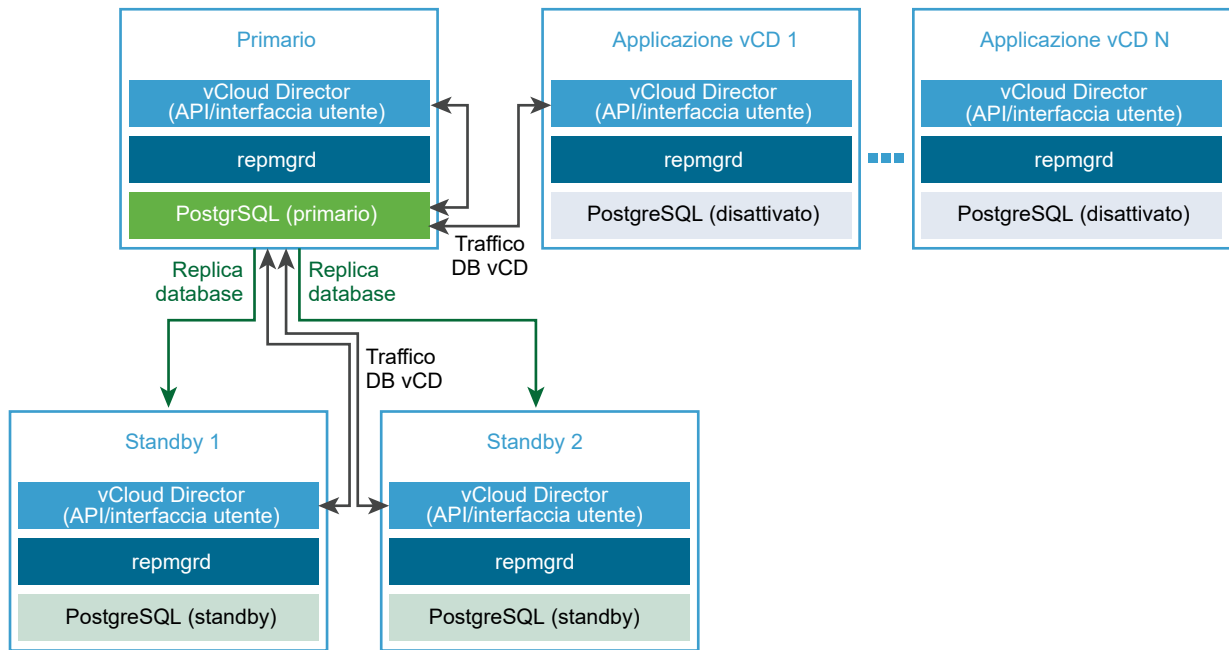 Primario
vCloud Director
(API/interfaccia utente)
repmgrd
PostgrSQL (primario)
Applicazione vCD 1
vCloud Director
(API/interfaccia utente)
repmgrd
PostgreSQL (disattivato)
Applicazione vCD N
vCloud Director
(API/interfaccia utente)
repmgrd
PostgreSQL (disattivato)
Traffico
DB vCD
Replica
database
Replica
database
Traffico
DB vCD
Standby 1
vCloud Director
(API/interfaccia utente)
repmgrd
PostgreSQL (standby)
Standby 2
vCloud Director
(API/interfaccia utente)
repmgrd
PostgreSQL (standby)